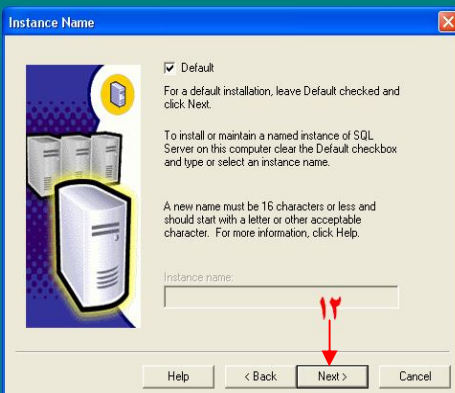 Instance Name
Default
For a default installation, leave Default checked and
click Next.
To install or maintain a named instance of SQL
Server on this computer clear the Default checkbox
and type or select an instance name.
A new name must be 16 characters or less and
should start with a letter or other acceptable
character. For more information, click Help.
Instance name:
۱۲
Help
< Back
Next >
Cancel